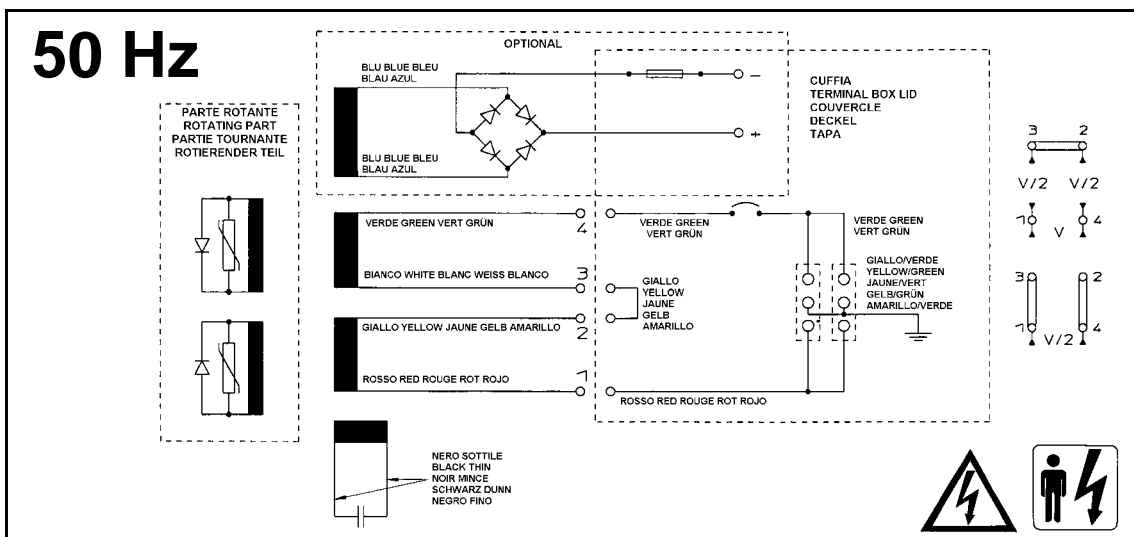 50 Hz
OPTIONAL
BLU BLUE BLEU
BLAU AZUL
BLU BLUE BLEU
BLAU AZUL
−
+
CUFFIA
TERMINAL BOX LID
COUVERCLE
DECKEL
TAPA
PARTE ROTANTE
ROTATING PART
PARTIE TOURNANTE
ROTIERENDER TEIL
VERDE GREEN VERT GRÜN
4
BIANCO WHITE BLANC WEISS BLANCO
3
GIALLO YELLOW JAUNE GELB AMARILLO
2
ROSSO RED ROUGE ROT ROJO
1
VERDE GREEN
VERT GRÜN
VERDE GREEN
VERT GRÜN
GIALLO
YELLOW
JAUNE
GELB
AMARILLO
GIALLO/VERDE
YELLOW/GREEN
JAUNE/VERT
GELB/GRÜN
AMARILLO/VERDE
ROSSO RED ROUGE ROT ROJO
NERO SOTTILE
BLACK THIN
NOIR MINCE
SCHWARZ DUNN
NEGRO FINO
3 2
V/2 V/2
1 V 4
3 2
1 V/2 4